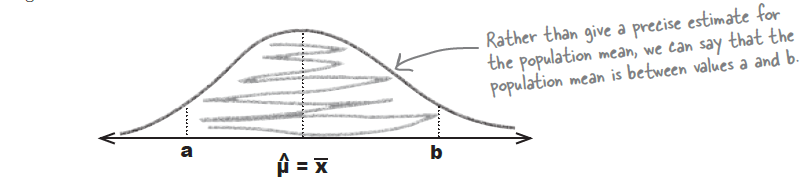 Rather than give a precise estimate for
the population mean, we can say that the
population mean is between values a and b.
a
b
μ̂ = x̅